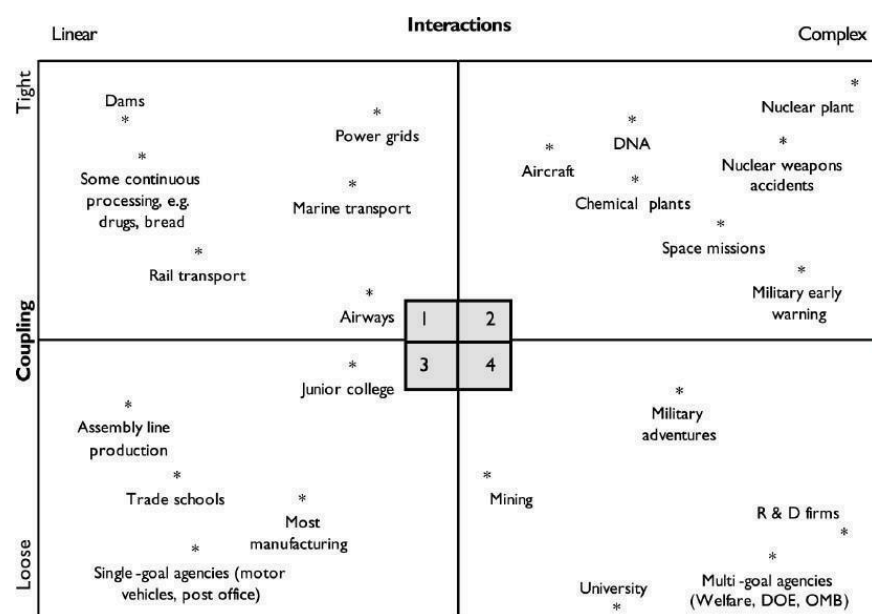 Linear
Interactions
Complex
Tight
Coupling
Loose
Dams
*
*
Some continuous
processing, e.g.
drugs, bread
*
Power grids
*
Marine transport
*
Rail transport
*
Airways
*
Nuclear plant
*
DNA
*
Aircraft
*
Nuclear weapons
accidents
*
Chemical plants
*
Space missions
*
Military early
warning
1
2
3
4
*
Junior college
*
Assembly line
production
*
Trade schools
*
Most
manufacturing
*
Single-goal agencies (motor
vehicles, post office)
*
Military
adventures
*
Mining
R & D firms
*
*
Multi-goal agencies
(Welfare, DOE, OMB)
University
*